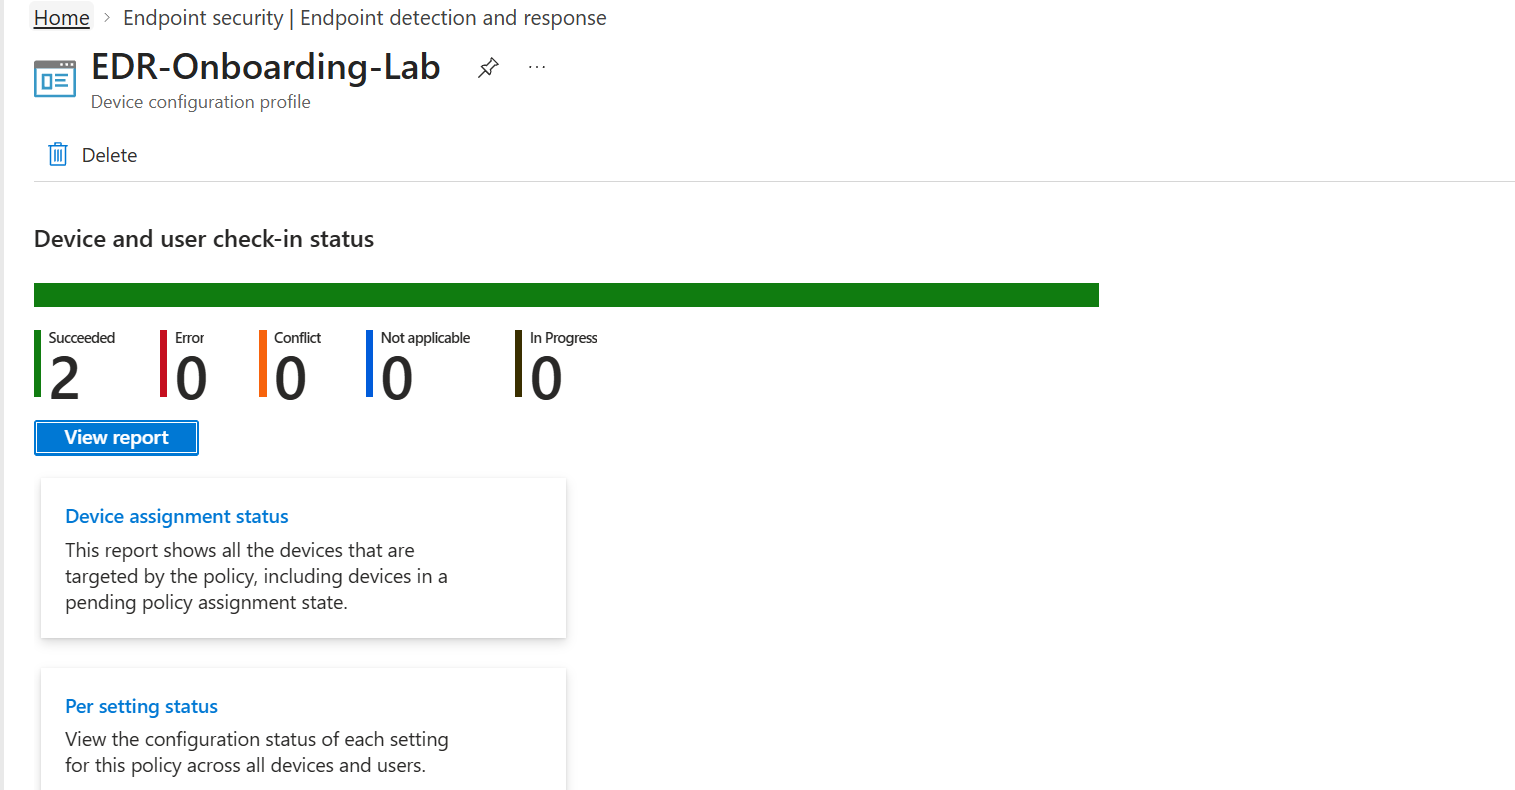 Home > Endpoint security | Endpoint detection and response
EDR-Onboarding-Lab ...
Device configuration profile
Delete
Device and user check-in status
Succeeded Error Conflict Not applicable In Progress
2 0 0 0 0
View report
Device assignment status
This report shows all the devices that are
targeted by the policy, including devices in a
pending policy assignment state.
Per setting status
View the configuration status of each setting
for this policy across all devices and users.